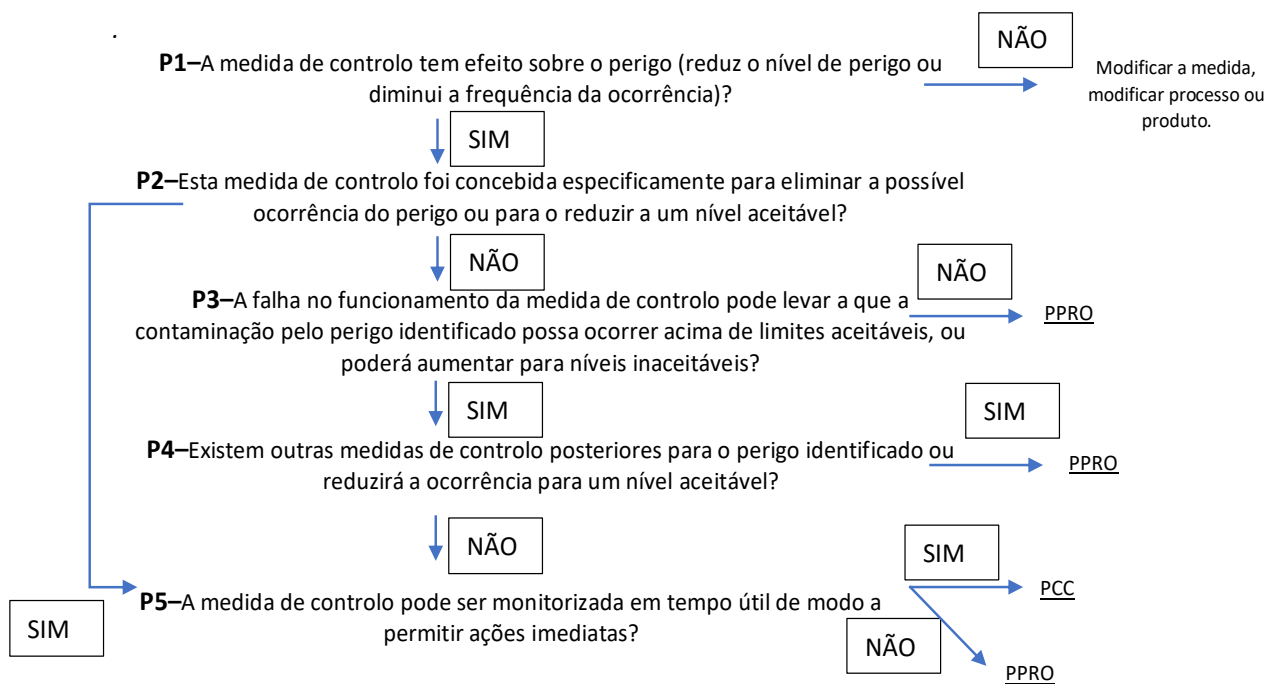 .
NÃO
P1–A medida de controlo tem efeito sobre o perigo (reduz o nível de perigo ou
diminui a frequência da ocorrência)?
Modificar a medida,
modificar processo ou
produto.
SIM
P2–Esta medida de controlo foi concebida especificamente para eliminar a possível
ocorrência do perigo ou para o reduzir a um nível aceitável?
NÃO
NÃO
P3–A falha no funcionamento da medida de controlo pode levar a que a
contaminação pelo perigo identificado possa ocorrer acima de limites aceitáveis, ou
poderá aumentar para níveis inaceitáveis?
PPRO
SIM
SIM
P4–Existem outras medidas de controlo posteriores para o perigo identificado ou
reduzirá a ocorrência para um nível aceitável?
PPRO
NÃO
SIM
P5–A medida de controlo pode ser monitorizada em tempo útil de modo a
permitir ações imediatas?
PCC
SIM
NÃO
PPRO